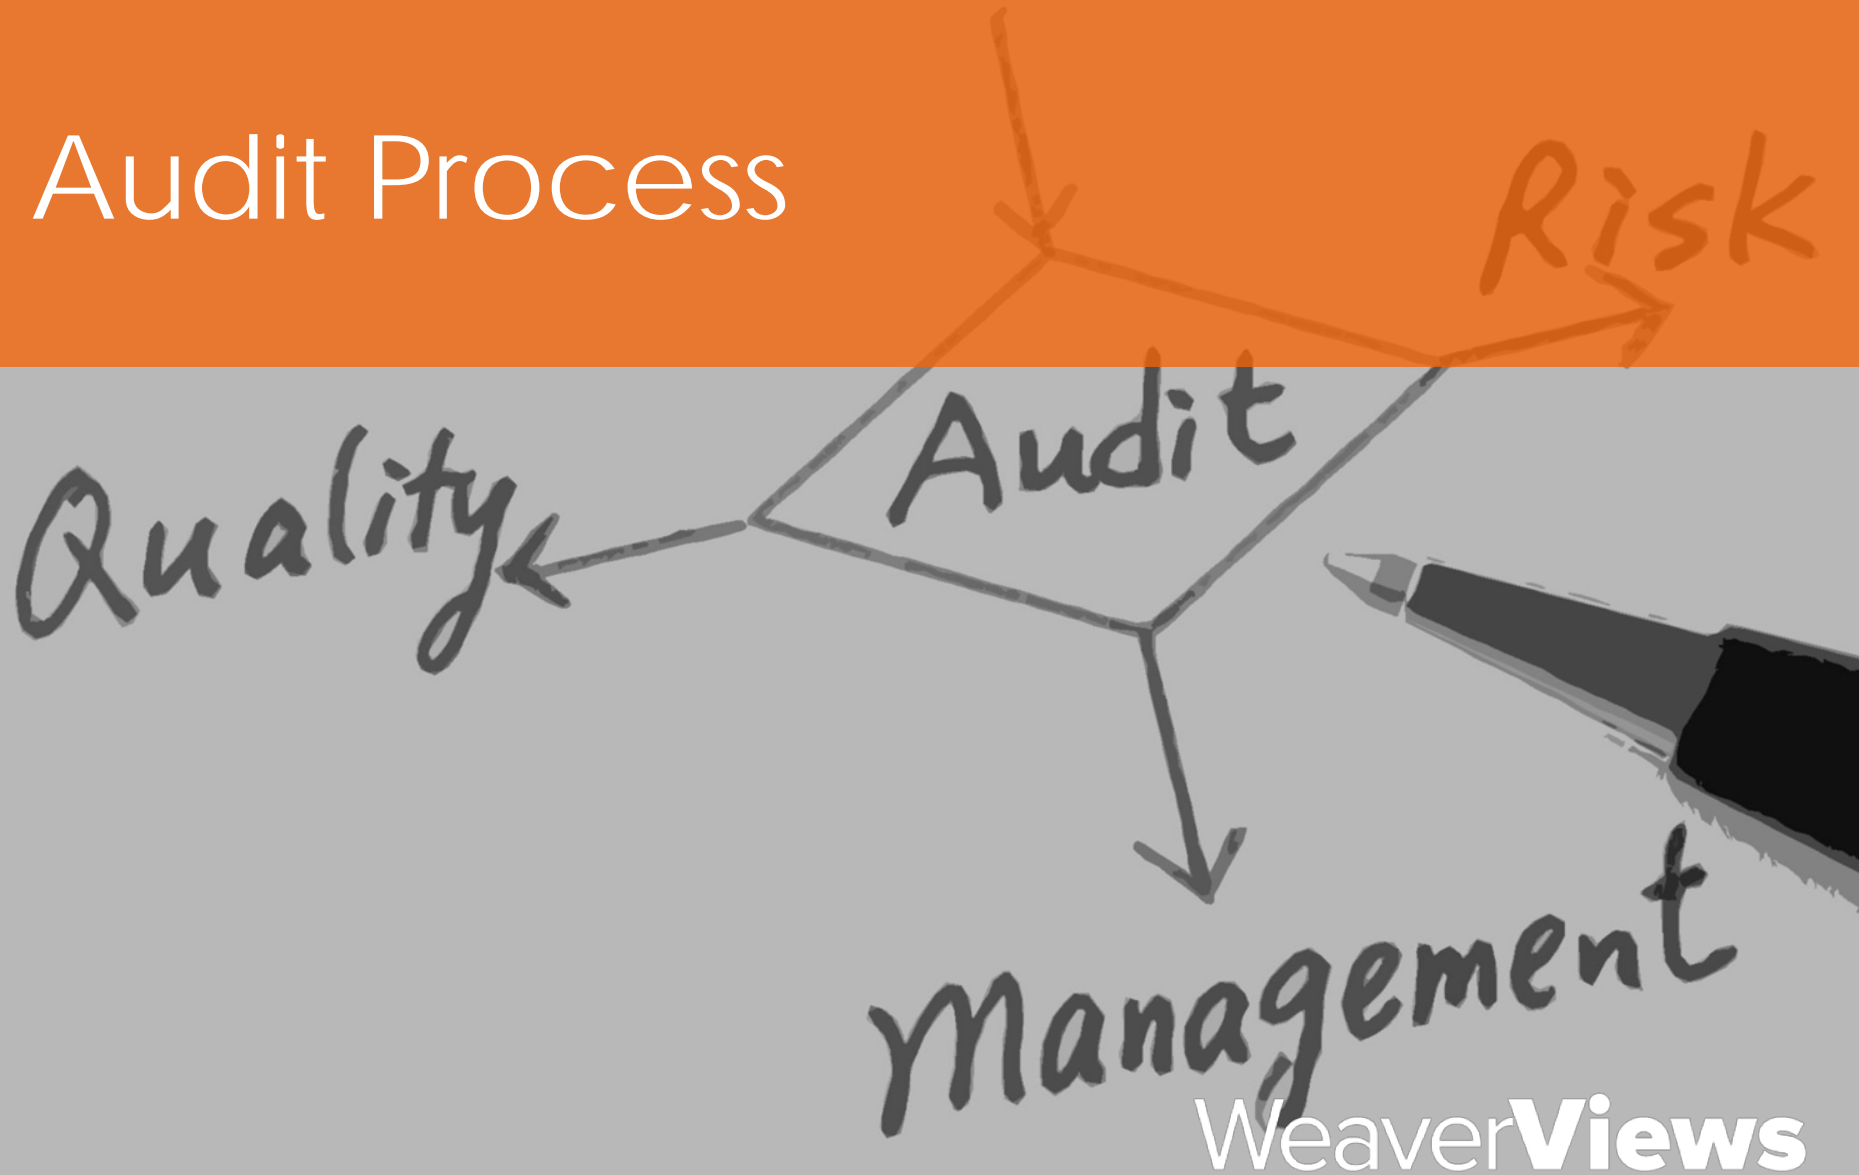 Audit Process
Risk
Audit
Quality
Management
WeaverViews